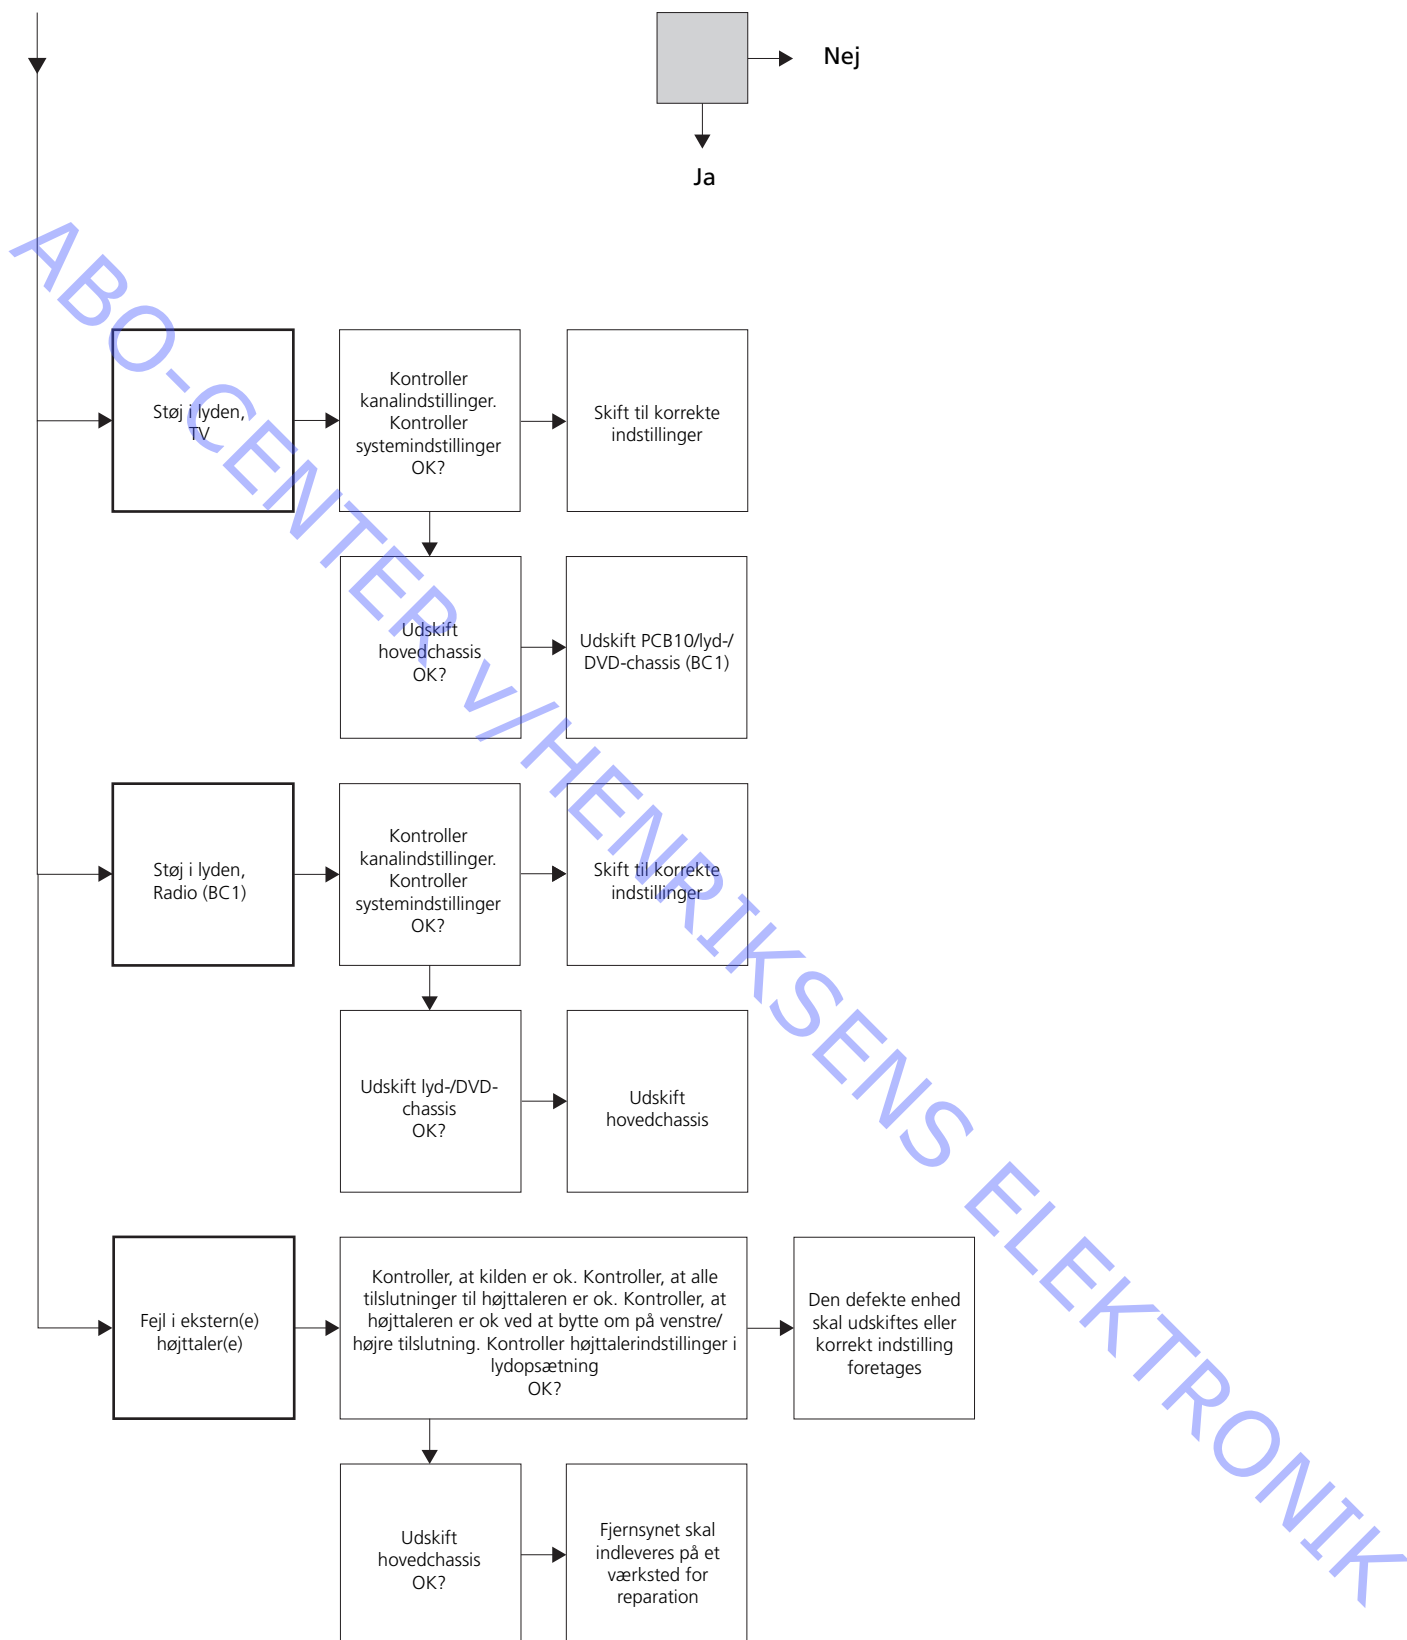 Nej
Ja
Støj i lyden,
TV
Kontroller
kanalindstillinger.
Kontroller
systemindstillinger
OK?
Skift til korrekte
indstillinger
Udskift
hovedchassis
OK?
Udskift PCB10/lyd-/
DVD-chassis (BC1)
Støj i lyden,
Radio (BC1)
Kontroller
kanalindstillinger.
Kontroller
systemindstillinger
OK?
Skift til korrekte
indstillinger
Udskift lyd-/DVD-
chassis
OK?
Udskift
hovedchassis
Fejl i ekstern(e)
højttaler(e)
Kontroller, at kilden er ok. Kontroller, at alle
tilslutninger til højttaleren er ok. Kontroller, at
højttaleren er ok ved at bytte om på venstre/
højre tilslutning. Kontroller højttalerindstillinger i
lydopsætning
OK?
Den defekte enhed
skal udskiftes eller
korrekt indstilling
foretages
Udskift
hovedchassis
OK?
Fjernsynet skal
indleveres på et
værksted for
reparation
ABO-CENTER v/HENRIKSENS ELEKTRONIK